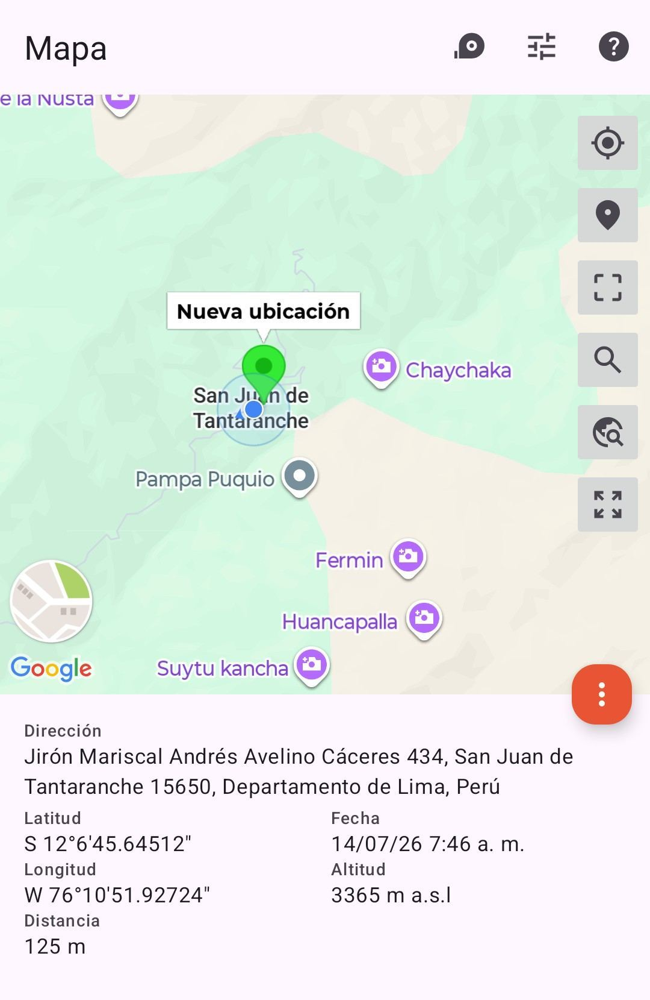 Mapa
e la Nusta
Nueva ubicación
Chaychaka
San Juan de
Tantaranche
Pampa Puquio
Fermin
Huancapalla
Google
Suytu kancha
Dirección
Jirón Mariscal Andrés Avelino Cáceres 434, San Juan de
Tantaranche 15650, Departamento de Lima, Perú
Latitud
S 12°6'45.64512"
Fecha
14/07/26 7:46 a. m.
Longitud
W 76°10'51.92724"
Altitud
3365 m a.s.l
Distancia
125 m